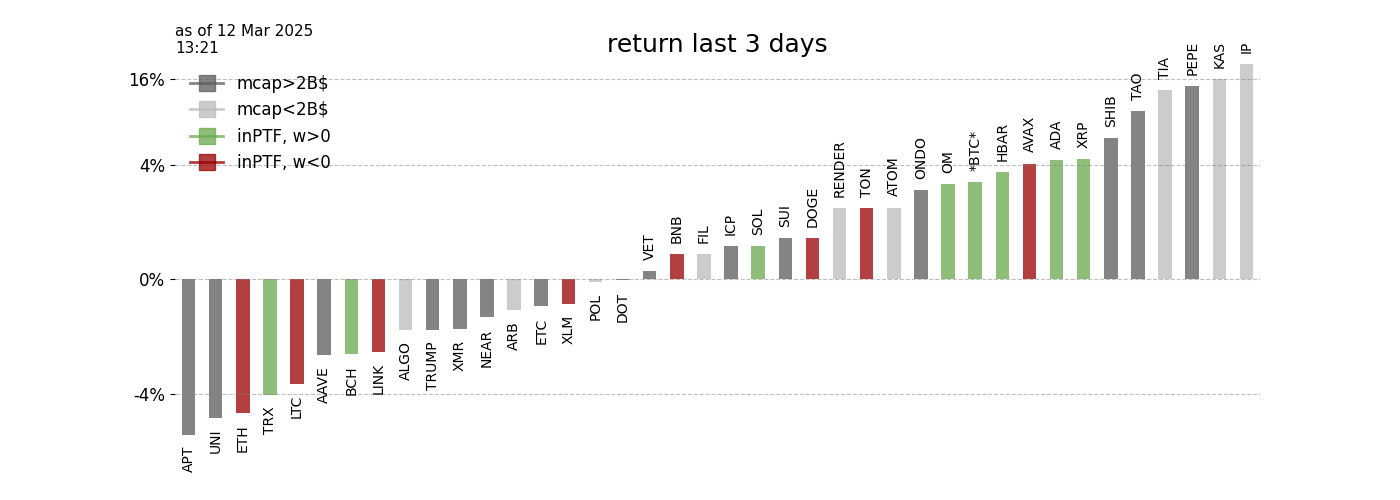 as of 12 Mar 2025
13:21
return last 3 days
16%
4%
0%
-4%
mcap>2B$
mcap<2B$
inPTF, w>0
inPTF, w<0
APT
UNI
ETH
TRX
LTC
AAVE
BCH
LINK
ALGO
TRUMP
XMR
NEAR
ARB
ETC
XLM
POL
DOT
VET
BNB
FIL
ICP
SOL
SUI
DOGE
RENDER
TON
ATOM
ONDO
OM
*BTC*
HBAR
AVAX
ADA
XRP
SHIB
TAO
TIA
PEPE
KAS
IP